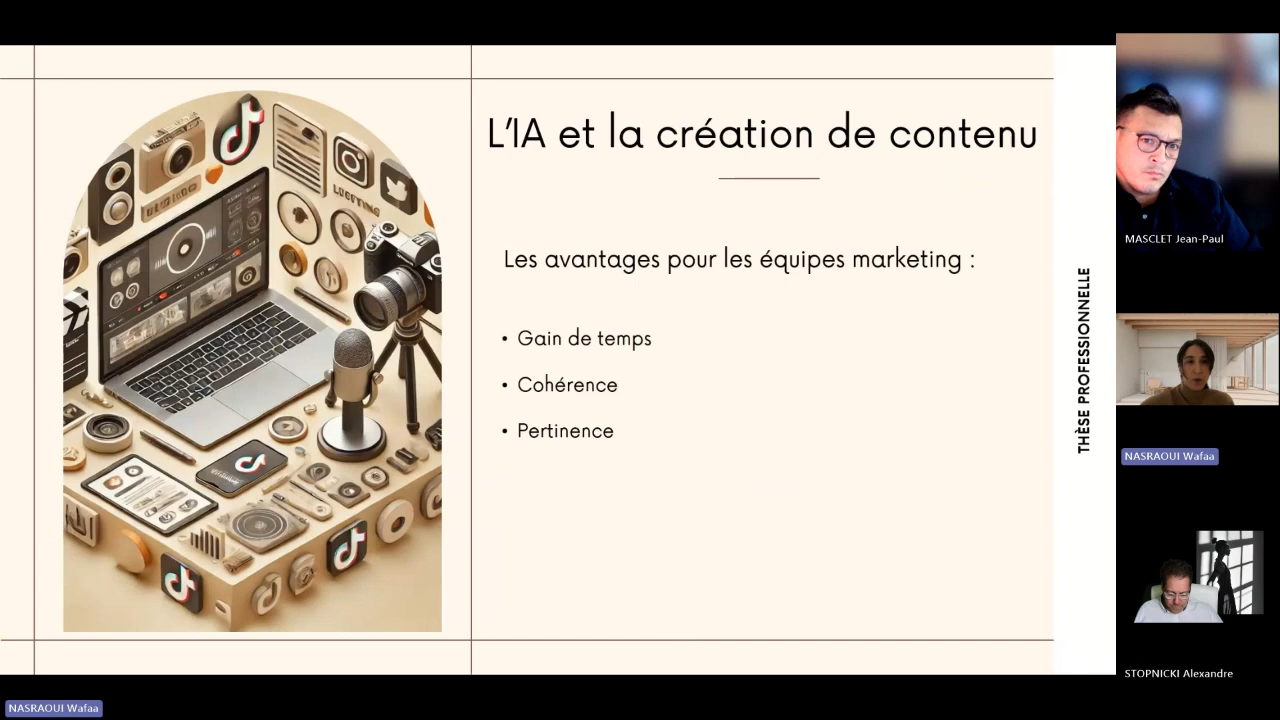 L'IA et la création de contenu
Les avantages pour les équipes marketing :
• Gain de temps
• Cohérence
• Pertinence
THÈSE PROFESSIONNELLE
MASCLET Jean-Paul
NASRAOUI Wafaa
STOPNICKI Alexandre
NASRAOUI Wafaa